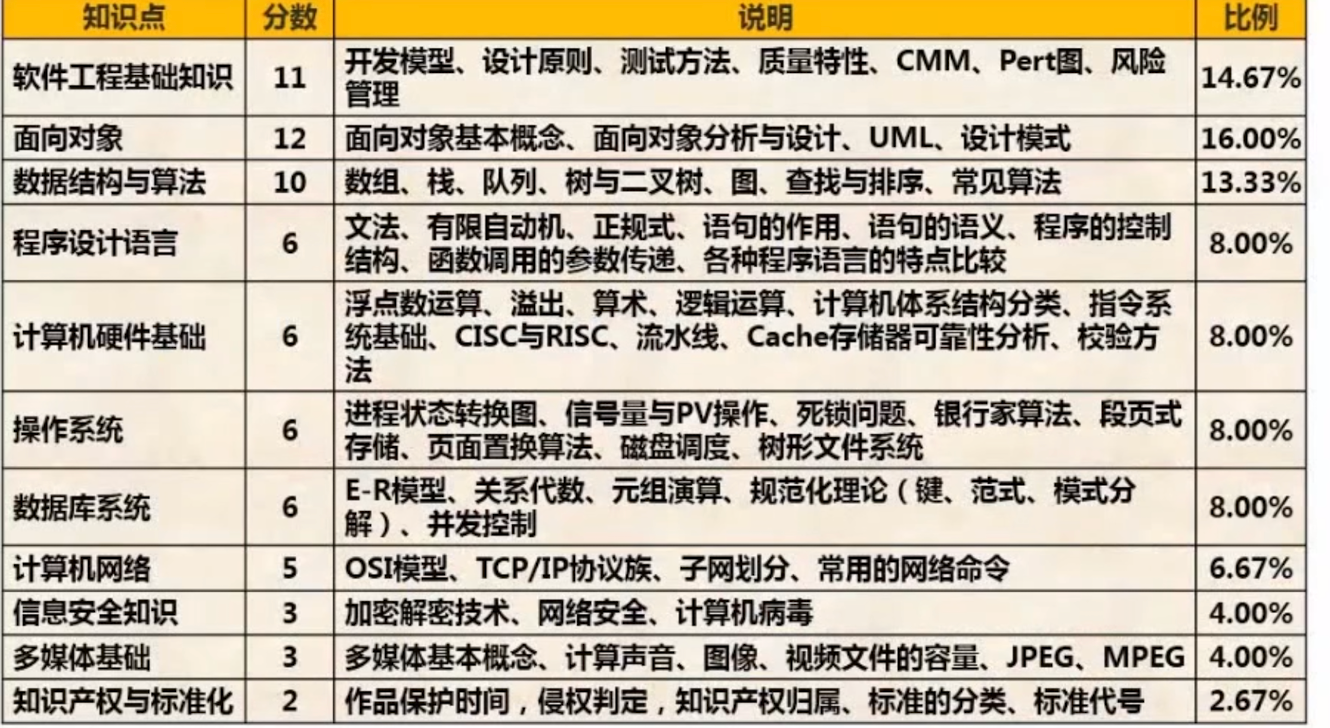 知识点 分数 说明 比例
软件工程基础知识 11 开发模型、设计原则、测试方法、质量特性、CMM、Pert图、风险
管理 14.67%
面向对象 12 面向对象基本概念、面向对象分析与设计、UML、设计模式 16.00%
数据结构与算法 10 数组、栈、队列、树与二叉树、图、查找与排序、常见算法 13.33%
程序设计语言 6 文法、有限自动机、正规式、语句的作用、语句的语义、程序的控制
结构、函数调用的参数传递、各种程序语言的特点比较 8.00%
计算机硬件基础 6 浮点数运算、溢出、算术、逻辑运算、计算机体系结构分类、指令系
统基础、CISC与RISC、流水线、Cache存储器可靠性分析、校验方
法 8.00%
操作系统 6 进程状态转换图、信号量与PV操作、死锁问题、银行家算法、段页式
存储、页面置换算法、磁盘调度、树形文件系统 8.00%
数据库系统 6 E-R模型、关系代数、元组演算、规范化理论（键、范式、模式分
解）、并发控制 8.00%
计算机网络 5 OSI模型、TCP/IP协议族、子网划分、常用的网络命令 6.67%
信息安全知识 3 加密解密技术、网络安全、计算机病毒 4.00%
多媒体基础 3 多媒体基本概念、计算声音、图像、视频文件的容量、JPEG、MPEG 4.00%
知识产权与标准化 2 作品保护时间，侵权判定，知识产权归属、标准的分类、标准代号 2.67%